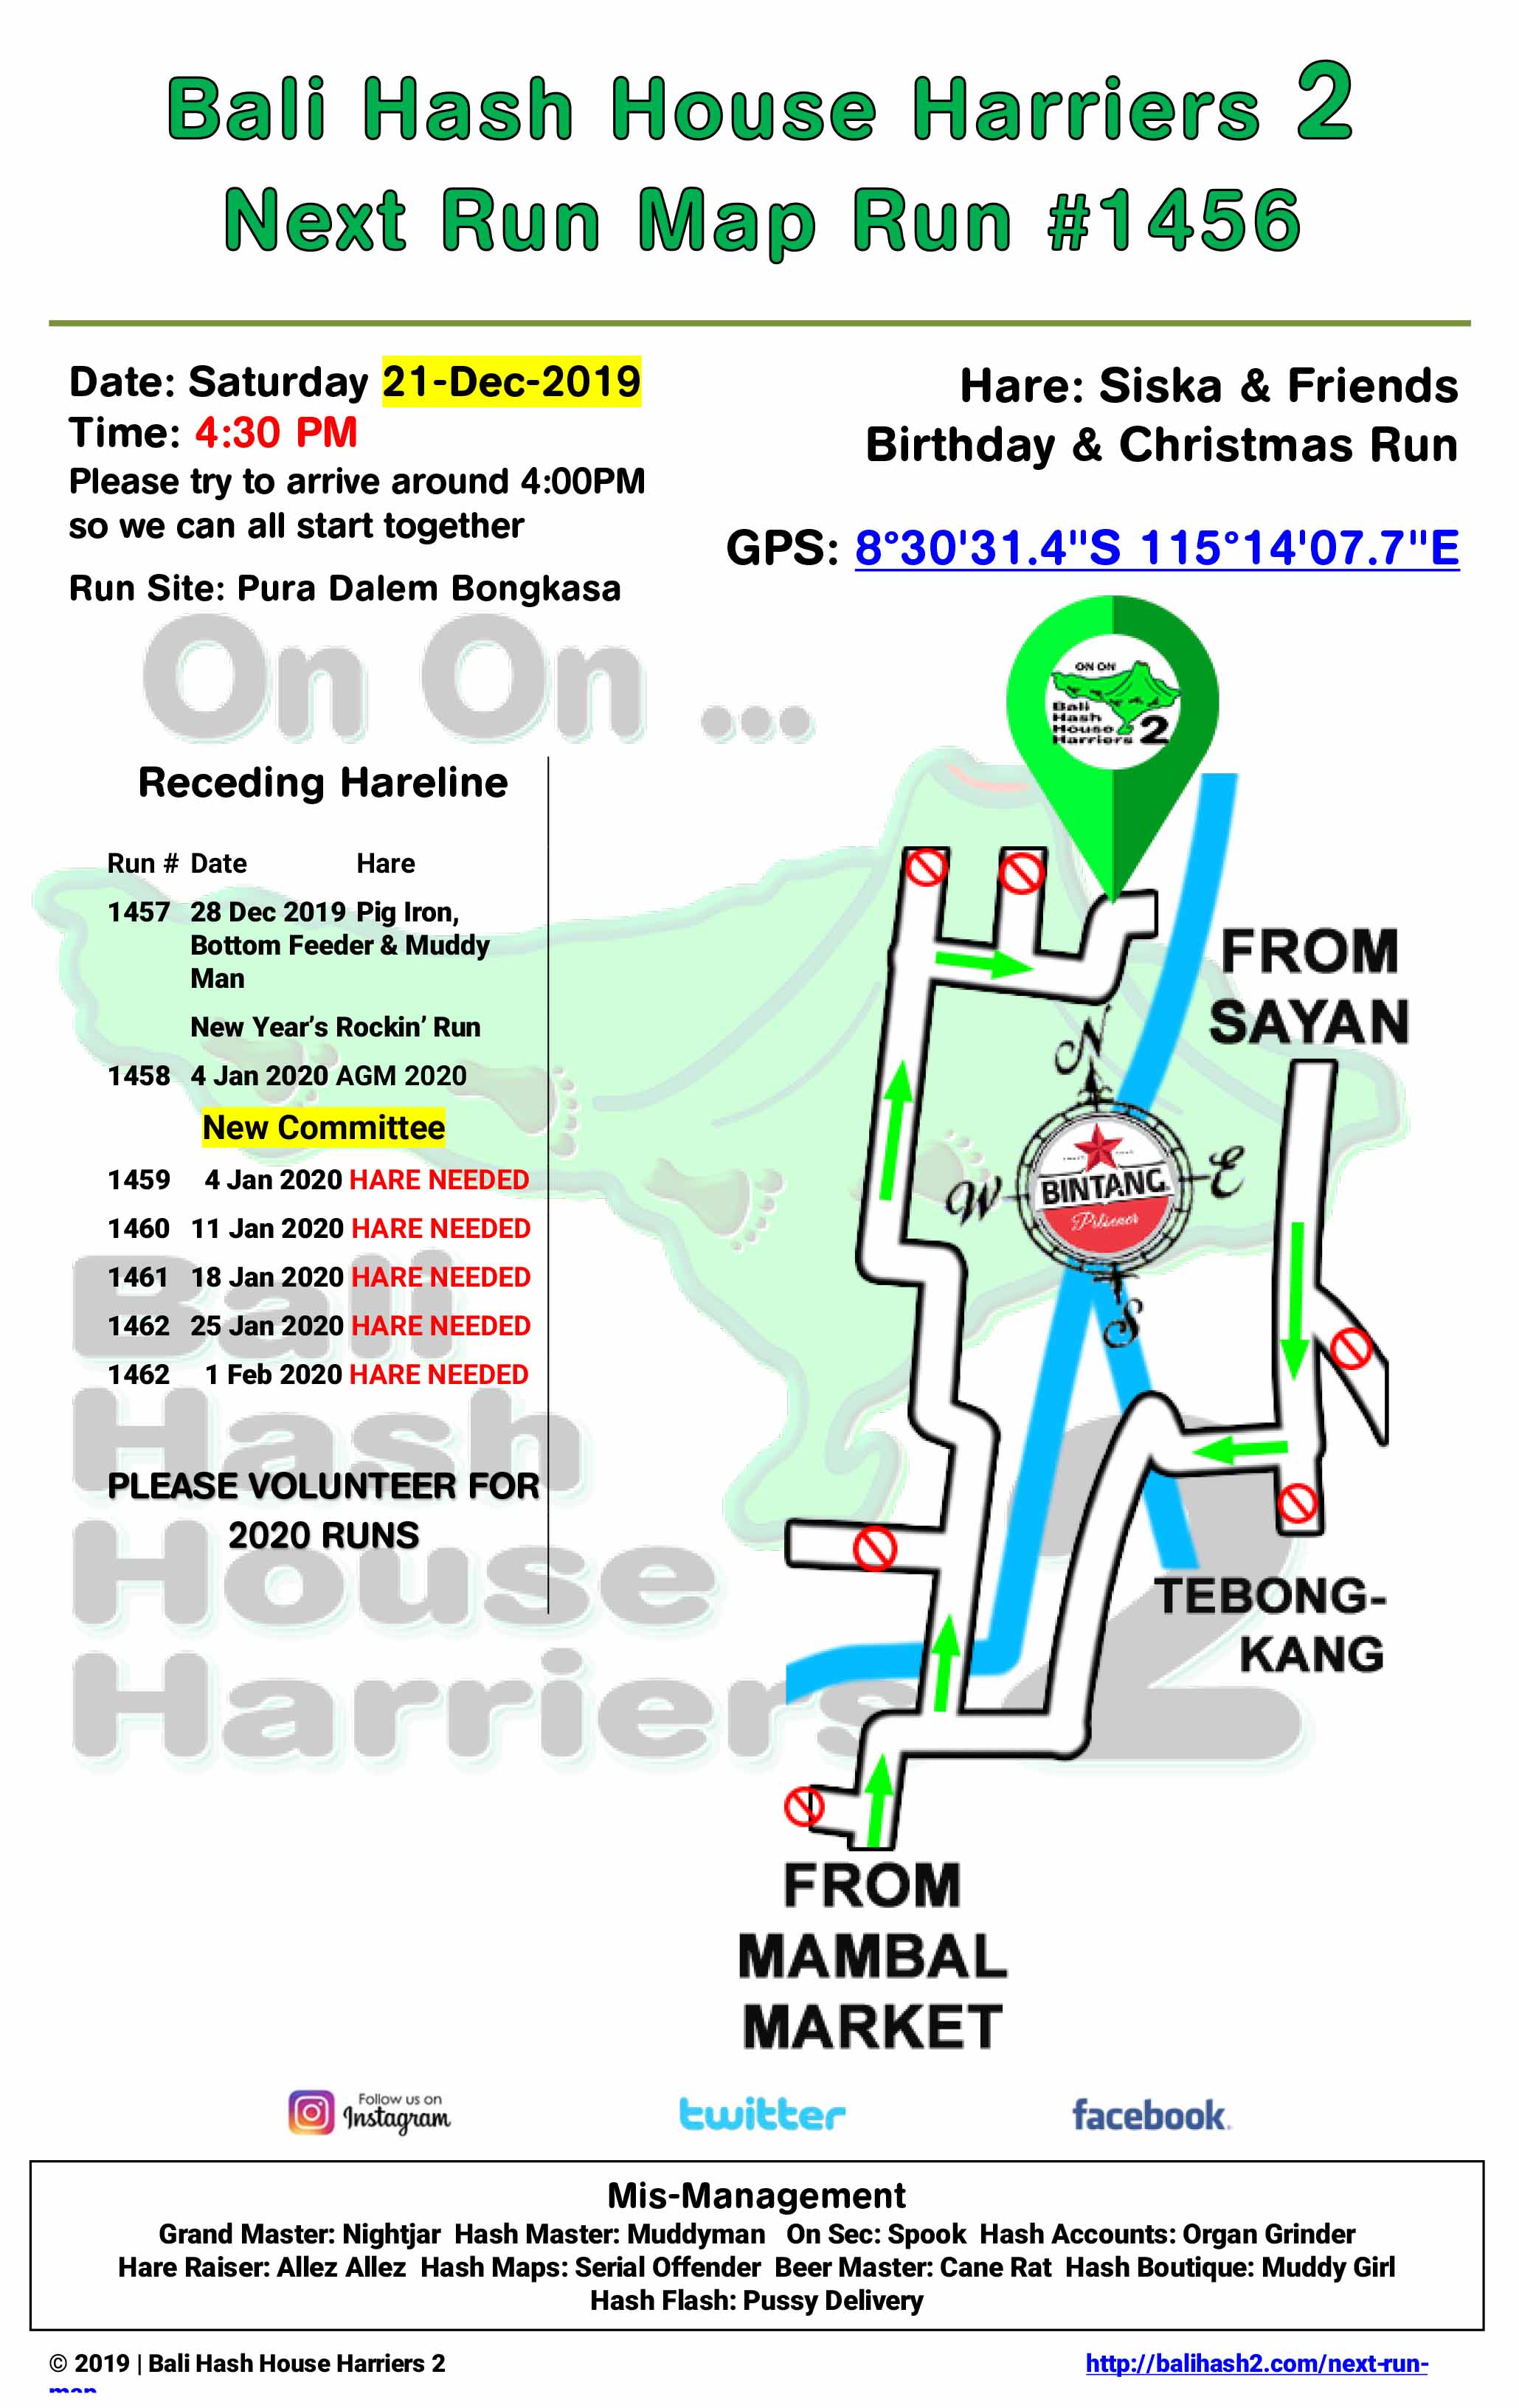 Bali Hash House Harriers 2
Next Run Map Run #1456
Date: Saturday 21-Dec-2019
Time: 4:30 PM
Please try to arrive around 4:00PM
so we can all start together
Run Site: Pura Dalem Bongkasa
Hare: Siska & Friends
Birthday & Christmas Run
GPS: 8°30'31.4"S 115°14'07.7"E
On On ...
Receding Hareline
Run # Date Hare
1457 28 Dec 2019 Pig Iron,
Bottom Feeder & Muddy
Man
New Year’s Rockin’ Run
1458 4 Jan 2020 AGM 2020
New Committee
1459 4 Jan 2020 HARE NEEDED
1460 11 Jan 2020 HARE NEEDED
1461 18 Jan 2020 HARE NEEDED
1462 25 Jan 2020 HARE NEEDED
1462 1 Feb 2020 HARE NEEDED
PLEASE VOLUNTEER FOR
2020 RUNS
Bali
Hash
House
Harriers 2
ON ON
Bali
Hash
House
Harriers 2
FROM
SAYAN
N
W
E
S
BINTANG
Pilsener
TEBONG-
KANG
FROM
MAMBAL
MARKET
Follow us on
Instagram
twitter
facebook
Mis-Management
Grand Master: Nightjar Hash Master: Muddyman On Sec: Spook Hash Accounts: Organ Grinder
Hare Raiser: Allez Allez Hash Maps: Serial Offender Beer Master: Cane Rat Hash Boutique: Muddy Girl
Hash Flash: Pussy Delivery
© 2019 | Bali Hash House Harriers 2
http://balihash2.com/next-run-
map